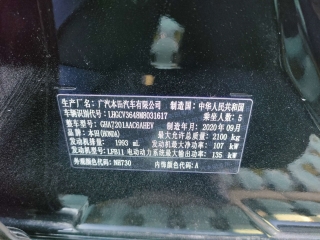 生产厂名：广汽本田汽车有限公司 制造国：中华人民共和国
车辆识别代号：LHGCV3648M8031617 乘坐人数：5
整车型号：GHA7201AAC6AHEV 制造年月：2020年09月
品牌：本田(HONDA) 最大允许总质量：2100 kg
发动机排量：1993 mL 发动机最大净功率：107 kW
发动机型号：LFB11 电动动力系统最大输出功率：135 kW
外饰颜色代码：NH730 内饰颜色代码：A